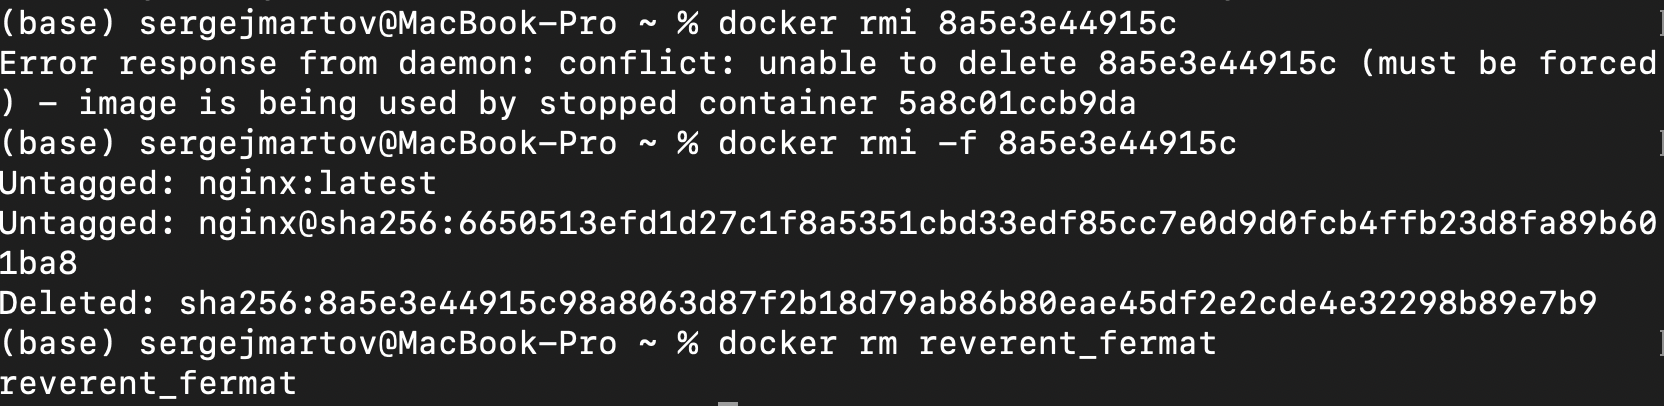 (base) sergejmartov@MacBook-Pro ~ % docker rmi 8a5e3e44915c
Error response from daemon: conflict: unable to delete 8a5e3e44915c (must be forced
) - image is being used by stopped container 5a8c01ccb9da
(base) sergejmartov@MacBook-Pro ~ % docker rmi -f 8a5e3e44915c
Untagged: nginx:latest
Untagged: nginx@sha256:6650513efd1d27c1f8a5351cbd33edf85cc7e0d9d0fcb4ffb23d8fa89b60
1ba8
Deleted: sha256:8a5e3e44915c98a8063d87f2b18d79ab86b80eae45df2e2cde4e32298b89e7b9
(base) sergejmartov@MacBook-Pro ~ % docker rm reverent_fermat
reverent_fermat